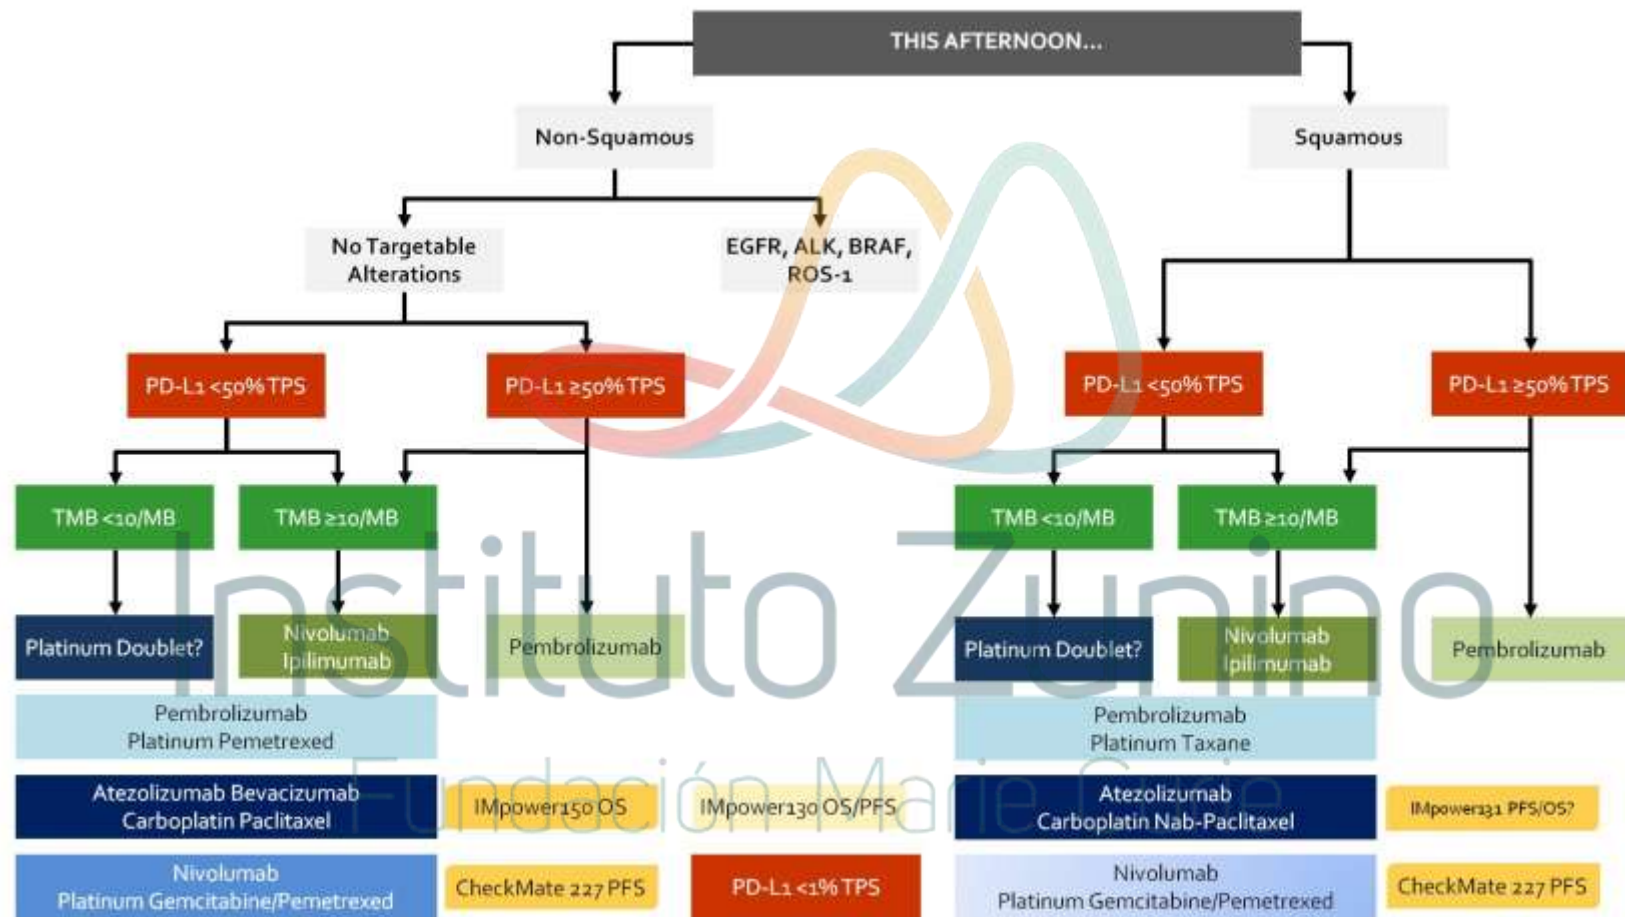 THIS AFTERNOON...
Non-Squamous
Squamous
No Targetable
Alterations
EGFR, ALK, BRAF,
ROS-1
PD-L1 <50% TPS
PD-L1 ≥50% TPS
PD-L1 <50% TPS
PD-L1 ≥50% TPS
TMB <10/MB
TMB ≥10/MB
TMB <10/MB
TMB ≥10/MB
Platinum Doublet?
Nivolumab
Ipilimumab
Pembrolizumab
Platinum Doublet?
Nivolumab
Ipilimumab
Pembrolizumab
Instituto Zunino
Pembrolizumab
Platinum Pemetrexed
Pembrolizumab
Platinum Taxane
Fundación Marie Curie
Atezolizumab Bevacizumab
Carboplatin Paclitaxel
IMpower150 OS
IMpower130 OS/PFS
Atezolizumab
Carboplatin Nab-Paclitaxel
IMpower131 PFS/OS?
Nivolumab
Platinum Gemcitabine/Pemetrexed
CheckMate 227 PFS
PD-L1 <1% TPS
Nivolumab
Platinum Gemcitabine/Pemetrexed
CheckMate 227 PFS